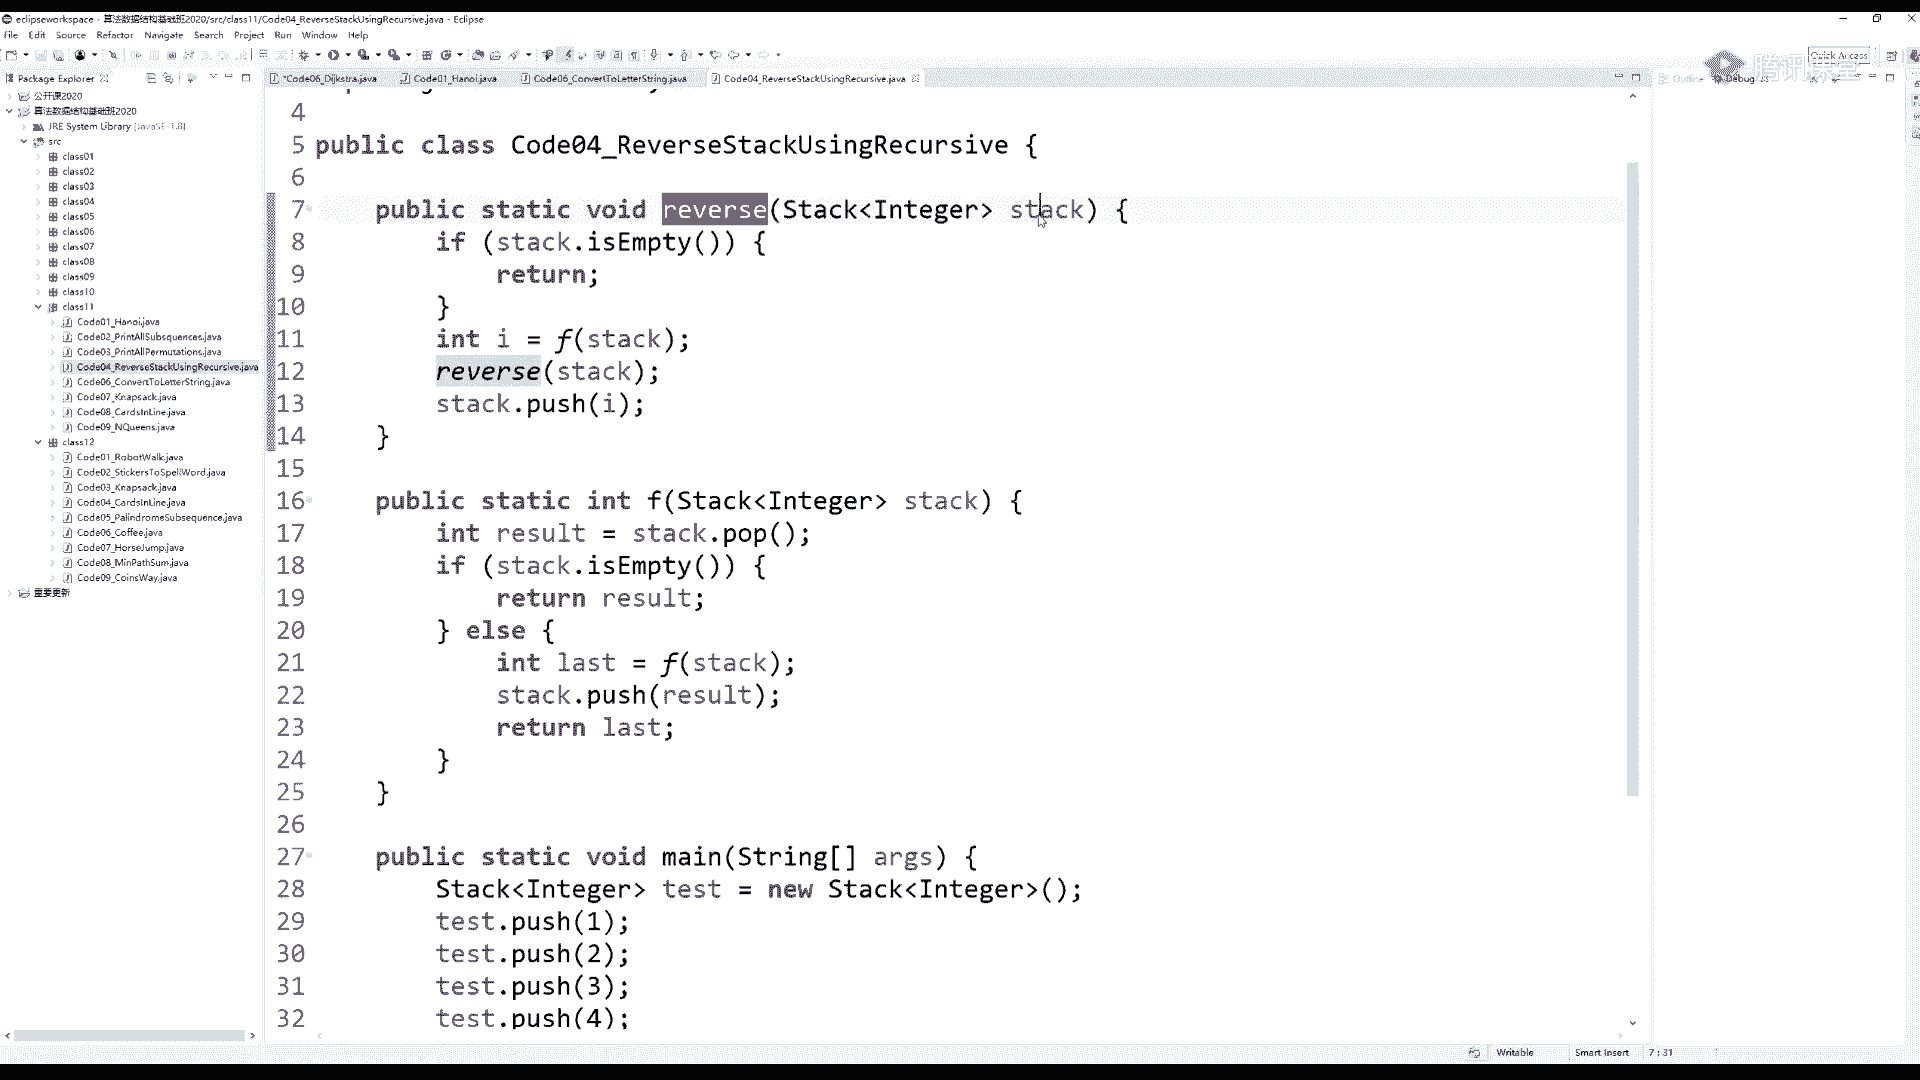 eclipseworkspace - 算法数据结构基础班2020/src/class11/Code04_ReverseStackUsingRecursive.java - Eclipse
File Edit Source Refactor Navigate Search Project Run Window Help
Quick Access
腾讯课堂
Package Explorer
*Code06_Dijkstra.java
Code01_Hanoi.java
Code06_ConvertToLetterString.java
Code04_ReverseStackUsingRecursive.java
Outline
Debug
公开课2020
算法数据结构基础班2020
JRE System Library [JavaSE-1.8]
src
class01
class02
class03
class04
class05
class06
class07
class08
class09
class10
class11
Code01_Hanoi.java
Code02_PrintAllSubsquences.java
Code03_PrintAllPermutations.java
Code04_ReverseStackUsingRecursive.java
Code06_ConvertToLetterString.java
Code07_Knapsack.java
Code08_CardsInLine.java
Code09_NQueens.java
class12
Code01_RobotWalk.java
Code02_StickersToSpellWord.java
Code03_Knapsack.java
Code04_CardsInLine.java
Code05_PalindromeSubsequence.java
Code06_Coffee.java
Code07_HorseJump.java
Code08_MinPathSum.java
Code09_CoinsWay.java
重要更新
4
5 public class Code04_ReverseStackUsingRecursive {
6
7 public static void reverse(Stack<Integer> stack) {
8 if (stack.isEmpty()) {
9 return;
10 }
11 int i = f(stack);
12 reverse(stack);
13 stack.push(i);
14 }
15
16 public static int f(Stack<Integer> stack) {
17 int result = stack.pop();
18 if (stack.isEmpty()) {
19 return result;
20 } else {
21 int last = f(stack);
22 stack.push(result);
23 return last;
24 }
25 }
26
27 public static void main(String[] args) {
28 Stack<Integer> test = new Stack<Integer>();
29 test.push(1);
30 test.push(2);
31 test.push(3);
32 test.push(4);
Writable Smart Insert 7 : 31